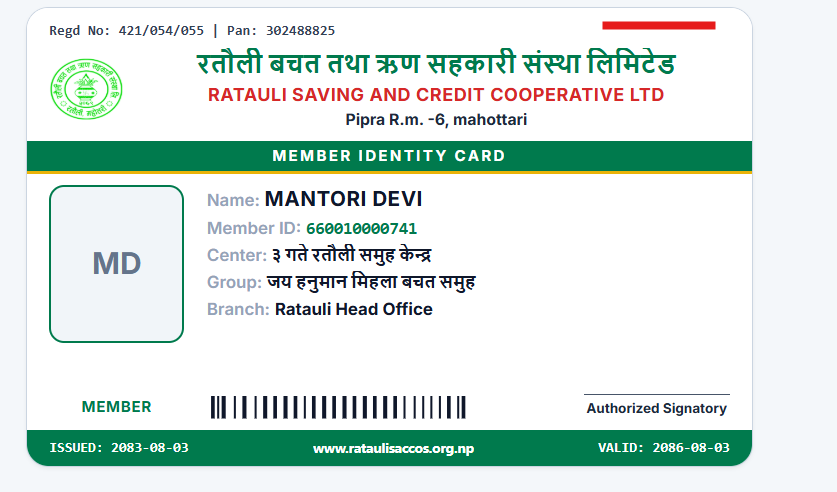 Regd No: 421/054/055 | Pan: 302488825
रतौली बचत तथा ऋण सहकारी संस्था लिमिटेड
RATAULI SAVING AND CREDIT COOPERATIVE LTD
Pipra R.m. -6, mahottari
MEMBER IDENTITY CARD
MD
Name: MANTORI DEVI
Member ID: 660010000741
Center: ३ गते रतौली समुह केन्द्र
Group: जय हनुमान मिहला बचत समुह
Branch: Ratauli Head Office
MEMBER
Authorized Signatory
ISSUED: 2083-08-03
www.rataulisaccos.org.np
VALID: 2086-08-03